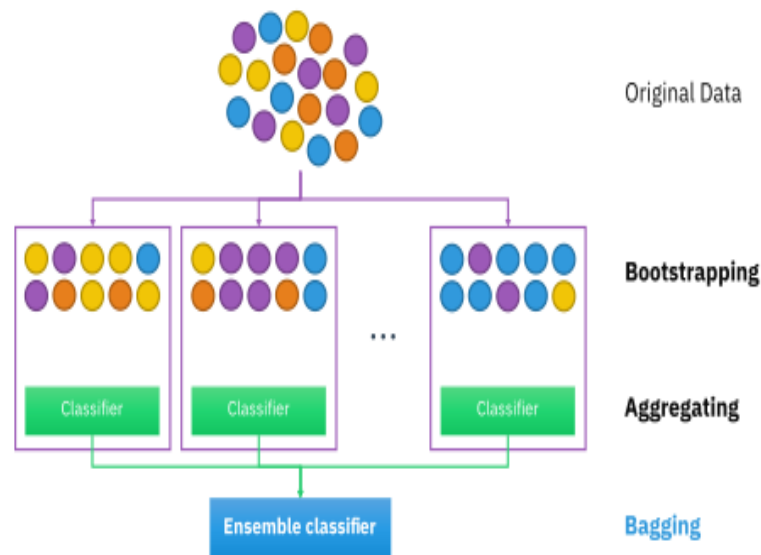 Original Data
Bootstrapping
...
Classifier
Classifier
Classifier
Aggregating
Ensemble classifier
Bagging